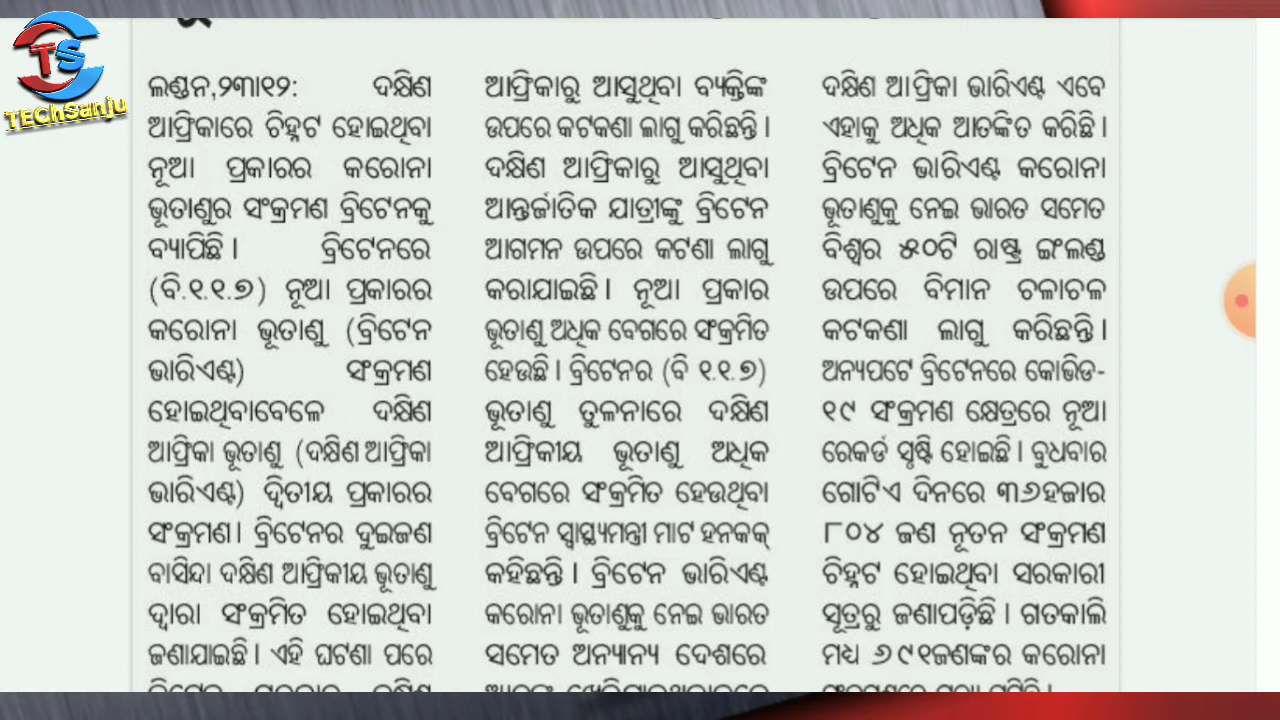 TS
TEChSanju
ଲଣ୍ଡନ,୨୩ା୧୨: ଦକ୍ଷିଣ
ଆଫ୍ରିକାରେ ଚିହ୍ନଟ ହୋଇଥିବା
ନୂଆ ପ୍ରକାରର କରୋନା
ଭୂତାଣୁର ସଂକ୍ରମଣ ବ୍ରିଟେନକୁ
ବ୍ୟାପିଛି। ବ୍ରିଟେନରେ
(ବି.୧.୧.୭) ନୂଆ ପ୍ରକାରର
କରୋନା ଭୂତାଣୁ (ବ୍ରିଟେନ
ଭାରିଏଣ୍ଟ) ସଂକ୍ରମଣ
ହୋଇଥିବାବେଳେ ଦକ୍ଷିଣ
ଆଫ୍ରିକା ଭୂତାଣୁ (ଦକ୍ଷିଣ ଆଫ୍ରିକା
ଭାରିଏଣ୍ଟ) ଦ୍ୱିତୀୟ ପ୍ରକାରର
ସଂକ୍ରମଣ। ବ୍ରିଟେନର ଦୁଇଜଣ
ବାସିନ୍ଦା ଦକ୍ଷିଣ ଆଫ୍ରିକୀୟ ଭୂତାଣୁ
ଦ୍ୱାରା ସଂକ୍ରମିତ ହୋଇଥିବା
ଜଣାଯାଇଛି। ଏହି ଘଟଣା ପରେ
ଆଫ୍ରିକାରୁ ଆସୁଥିବା ବ୍ୟକ୍ତିଙ୍କ
ଉପରେ କଟକଣା ଲାଗୁ କରିଛନ୍ତି।
ଦକ୍ଷିଣ ଆଫ୍ରିକାରୁ ଆସୁଥିବା
ଆନ୍ତର୍ଜାତିକ ଯାତ୍ରୀଙ୍କୁ ବ୍ରିଟେନ
ଆଗମନ ଉପରେ କଟଣା ଲାଗୁ
କରାଯାଇଛି। ନୂଆ ପ୍ରକାର
ଭୂତାଣୁ ଅଧିକ ବେଗରେ ସଂକ୍ରମିତ
ହେଉଛି। ବ୍ରିଟେନର (ବି ୧.୧.୭)
ଭୂତାଣୁ ତୁଳନାରେ ଦକ୍ଷିଣ
ଆଫ୍ରିକୀୟ ଭୂତାଣୁ ଅଧିକ
ବେଗରେ ସଂକ୍ରମିତ ହେଉଥିବା
ବ୍ରିଟେନ ସ୍ୱାସ୍ଥ୍ୟମନ୍ତ୍ରୀ ମାଟ ହନକକ୍
କହିଛନ୍ତି। ବ୍ରିଟେନ ଭାରିଏଣ୍ଟ
କରୋନା ଭୂତାଣୁକୁ ନେଇ ଭାରତ
ସମେତ ଅନ୍ୟାନ୍ୟ ଦେଶରେ
ଦକ୍ଷିଣ ଆଫ୍ରିକା ଭାରିଏଣ୍ଟ ଏବେ
ଏହାକୁ ଅଧିକ ଆତଙ୍କିତ କରିଛି।
ବ୍ରିଟେନ ଭାରିଏଣ୍ଟ କରୋନା
ଭୂତାଣୁକୁ ନେଇ ଭାରତ ସମେତ
ବିଶ୍ୱର ୫୦ଟି ରାଷ୍ଟ୍ର ଇଂଲଣ୍ଡ
ଉପରେ ବିମାନ ଚଳାଚଳ
କଟକଣା ଲାଗୁ କରିଛନ୍ତି।
ଅନ୍ୟପଟେ ବ୍ରିଟେନରେ କୋଭିଡ-
୧୯ ସଂକ୍ରମଣ କ୍ଷେତ୍ରରେ ନୂଆ
ରେକର୍ଡ ସୃଷ୍ଟି ହୋଇଛି। ବୁଧବାର
ଗୋଟିଏ ଦିନରେ ୩୬ହଜାର
୮୦୪ ଜଣ ନୂତନ ସଂକ୍ରମଣ
ଚିହ୍ନଟ ହୋଇଥିବା ସରକାରୀ
ସୂତ୍ରରୁ ଜଣାପଡ଼ିଛି। ଗତକାଲି
ମଧ୍ୟ ୬୯୧ଜଣଙ୍କର କରୋନା